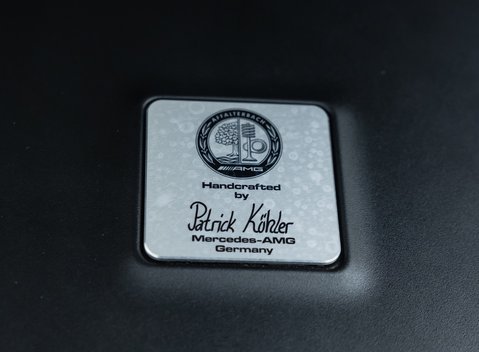 AFFALTERBACH
AMG
Handcrafted
by
Patrick Köhler
Mercedes-AMG
Germany